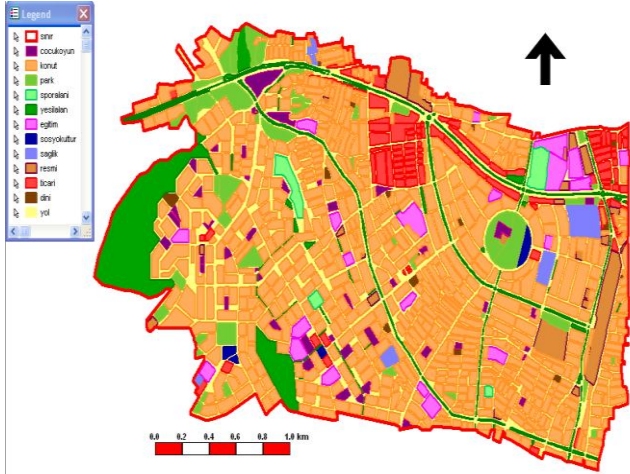 Legend
sınır
cocukoyun
konut
park
sporalani
yesilalan
egitim
sosyokultur
saglik
resmi
ticari
dini
yol
0.0 0.2 0.4 0.6 0.8 1.0 km